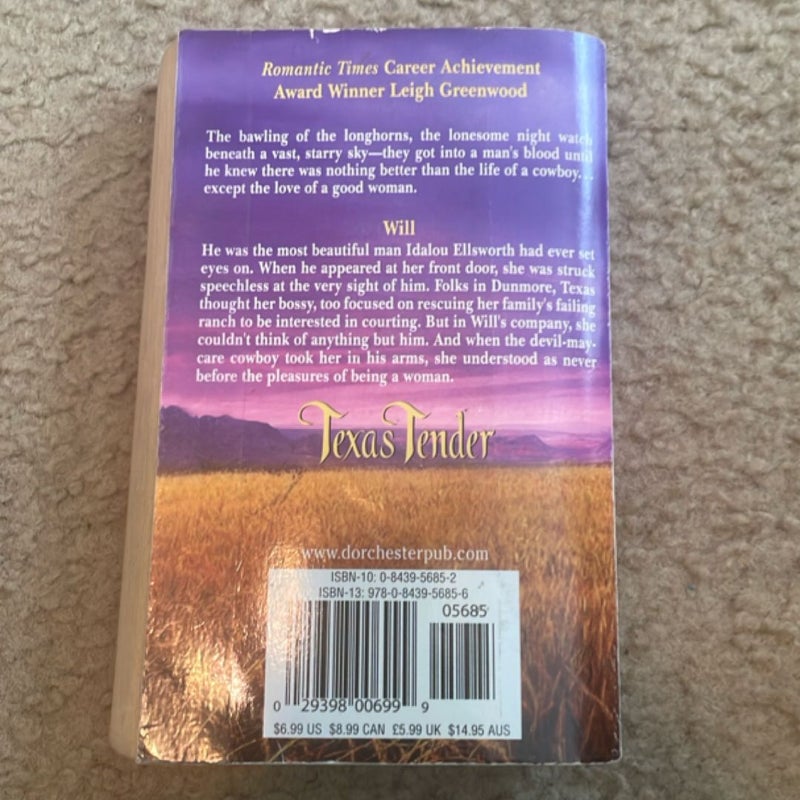 Romantic Times Career Achievement
Award Winner Leigh Greenwood
The bawling of the longhorns, the lonesome night watch
beneath a vast, starry sky—they got into a man's blood until
he knew there was nothing better than the life of a cowboy...
except the love of a good woman.
Will
He was the most beautiful man Idalou Ellsworth had ever set
eyes on. When he appeared at her front door, she was struck
speechless at the very sight of him. Folks in Dunmore, Texas
thought her bossy, too focused on rescuing her family's failing
ranch to be interested in courting. But in Will's company, she
couldn't think of anything but him. And when the devil-may-
care cowboy took her in his arms, she understood as never
before the pleasures of being a woman.
Texas Tender
www.dorchesterpub.com
ISBN-10: 0-8439-5685-2
ISBN-13: 978-0-8439-5685-6
05685
0 29398 00699 9
$6.99 US $8.99 CAN £5.99 UK $14.95 AUS